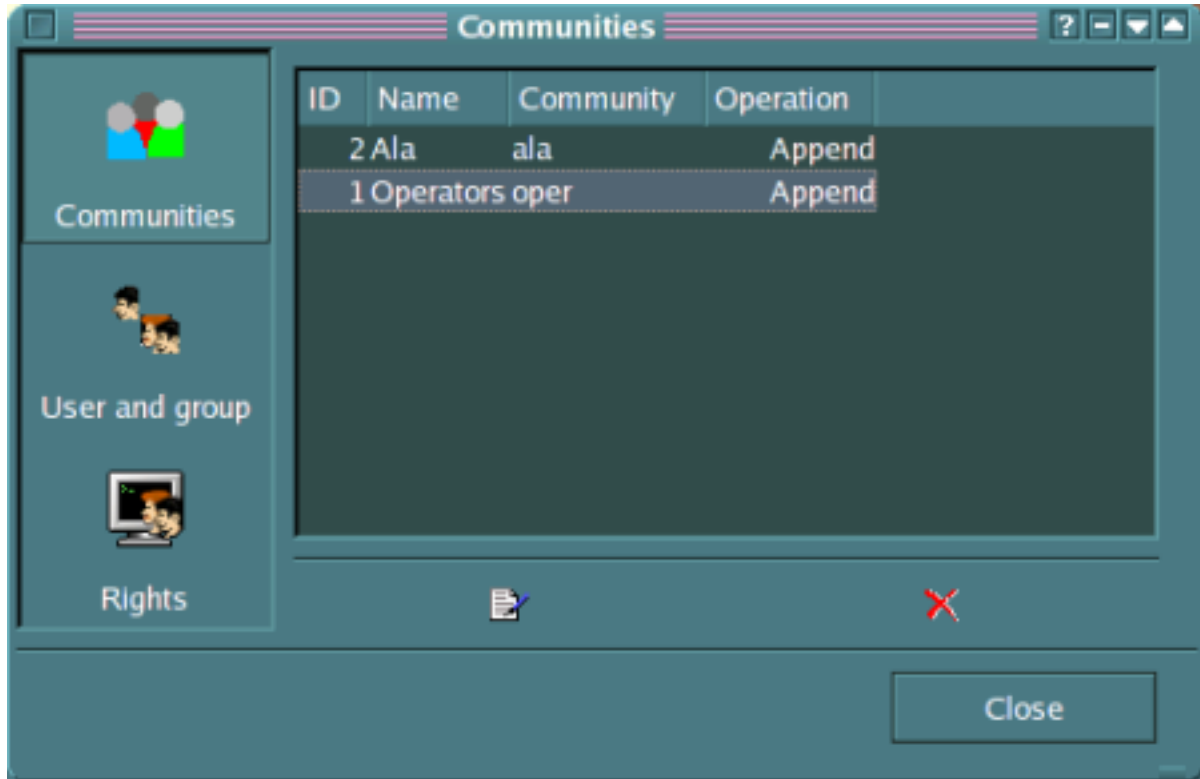 Communities
ID Name Community Operation
2 Ala ala Append
1 Operators oper Append
Communities
User and group
Rights
Close